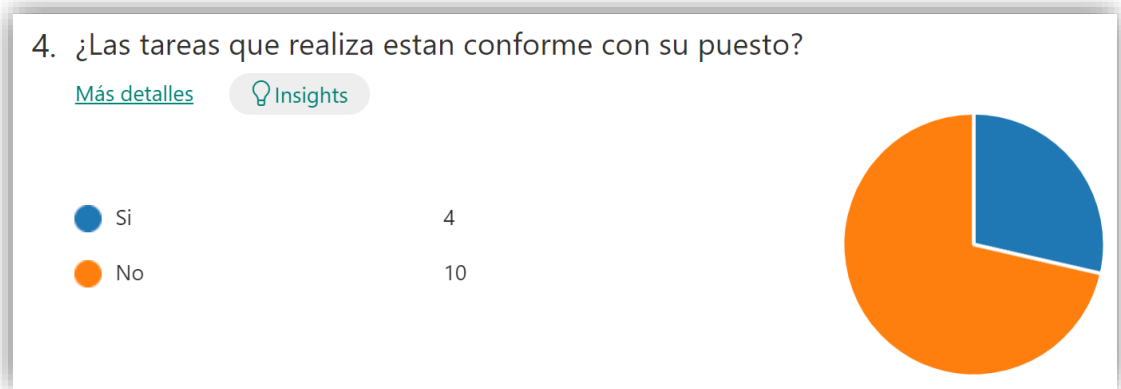 4. ¿Las tareas que realiza estan conforme con su puesto?
Más detalles Insights
Si 4
No 10